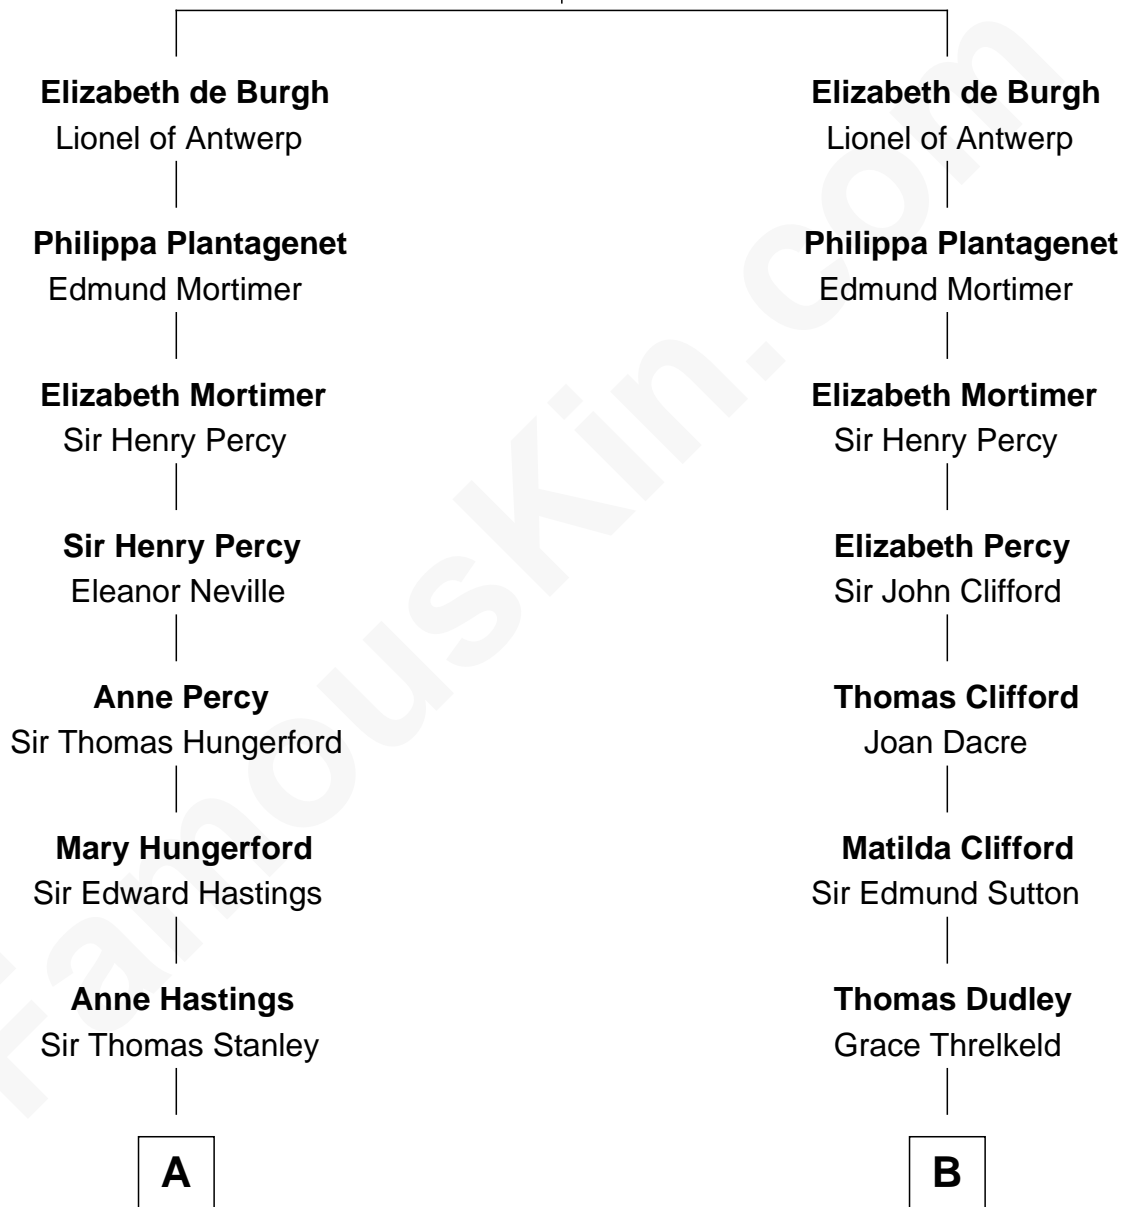 Elizabeth de Burgh
Lionel of Antwerp
Philippa Plantagenet
Edmund Mortimer
Elizabeth Mortimer
Sir Henry Percy
Sir Henry Percy
Eleanor Neville
Anne Percy
Sir Thomas Hungerford
Mary Hungerford
Sir Edward Hastings
Anne Hastings
Sir Thomas Stanley
A
Elizabeth de Burgh
Lionel of Antwerp
Philippa Plantagenet
Edmund Mortimer
Elizabeth Mortimer
Sir Henry Percy
Elizabeth Percy
Sir John Clifford
Thomas Clifford
Joan Dacre
Matilda Clifford
Sir Edmund Sutton
Thomas Dudley
Grace Threlkeld
B
FamousKin.com